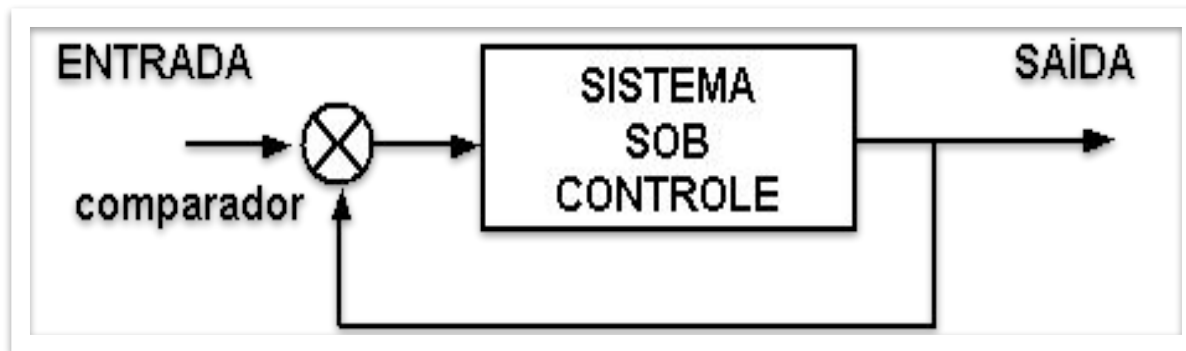 ENTRADA
SISTEMA
SOB
CONTROLE
SAÍDA
comparador